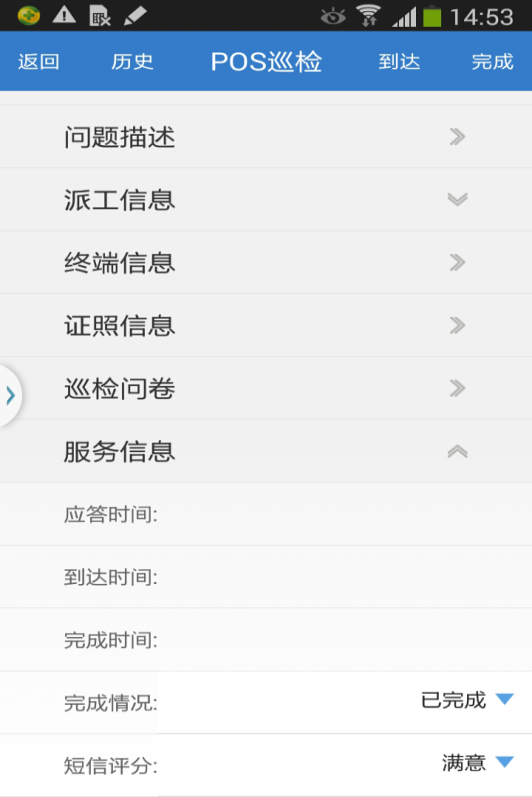 14:53
返回 历史 POS巡检 到达 完成
问题描述
派工信息
终端信息
证照信息
巡检问卷
服务信息
应答时间:
到达时间:
完成时间:
完成情况: 已完成
短信评分: 满意